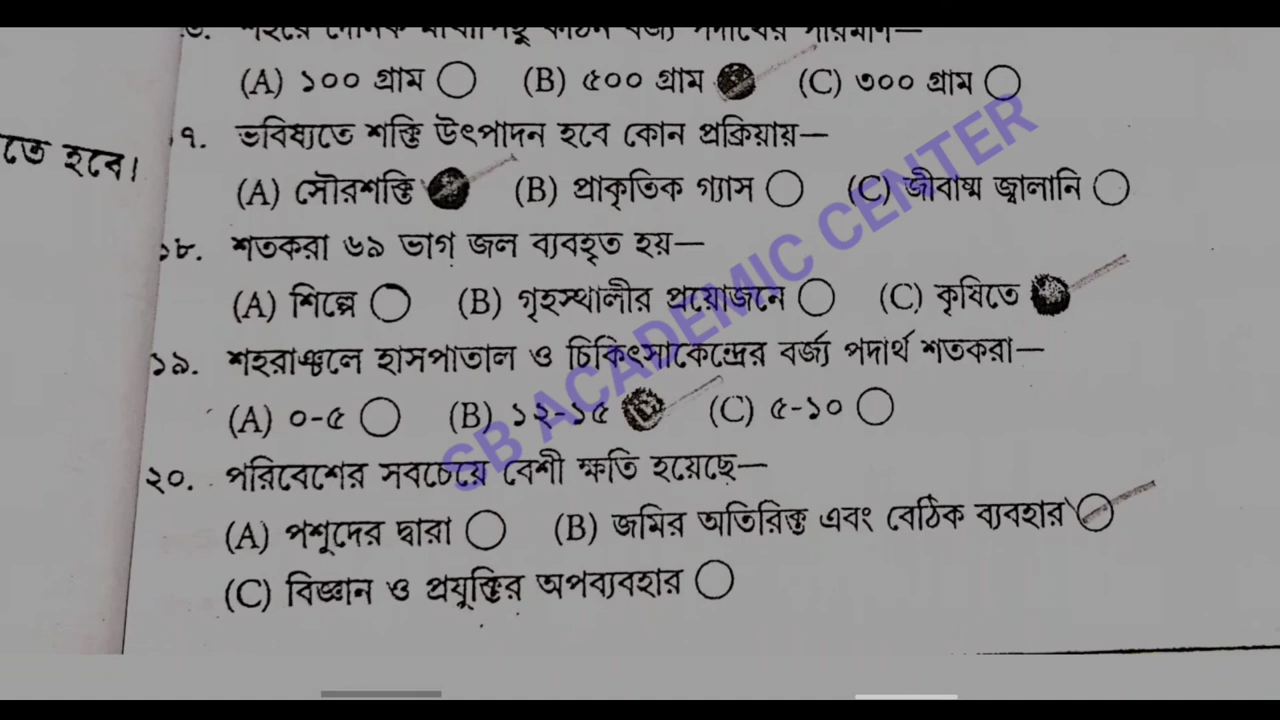 (A) ১০০ গ্রাম (B) ৫০০ গ্রাম (C) ৩০০ গ্রাম
তে হবে।
৭. ভবিষ্যতে শক্তি উৎপাদন হবে কোন প্রক্রিয়ায়—
(A) সৌরশক্তি (B) প্রাকৃতিক গ্যাস (C) জীবাষ্ম জ্বালানি
১৮. শতকরা ৬৯ ভাগ জল ব্যবহৃত হয়—
(A) শিল্পে (B) গৃহস্থালীর প্রয়োজনে (C) কৃষিতে
১৯. শহরাঞ্চলে হাসপাতাল ও চিকিৎসাকেন্দ্রের বর্জ্য পদার্থ শতকরা—
(A) ০-৫ (B) ১২-১৫ (C) ৫-১০
২০. পরিবেশের সবচেয়ে বেশী ক্ষতি হয়েছে—
(A) পশুদের দ্বারা (B) জমির অতিরিক্ত এবং বেঠিক ব্যবহার
(C) বিজ্ঞান ও প্রযুক্তির অপব্যবহার
SB ACADEMIC CENTER